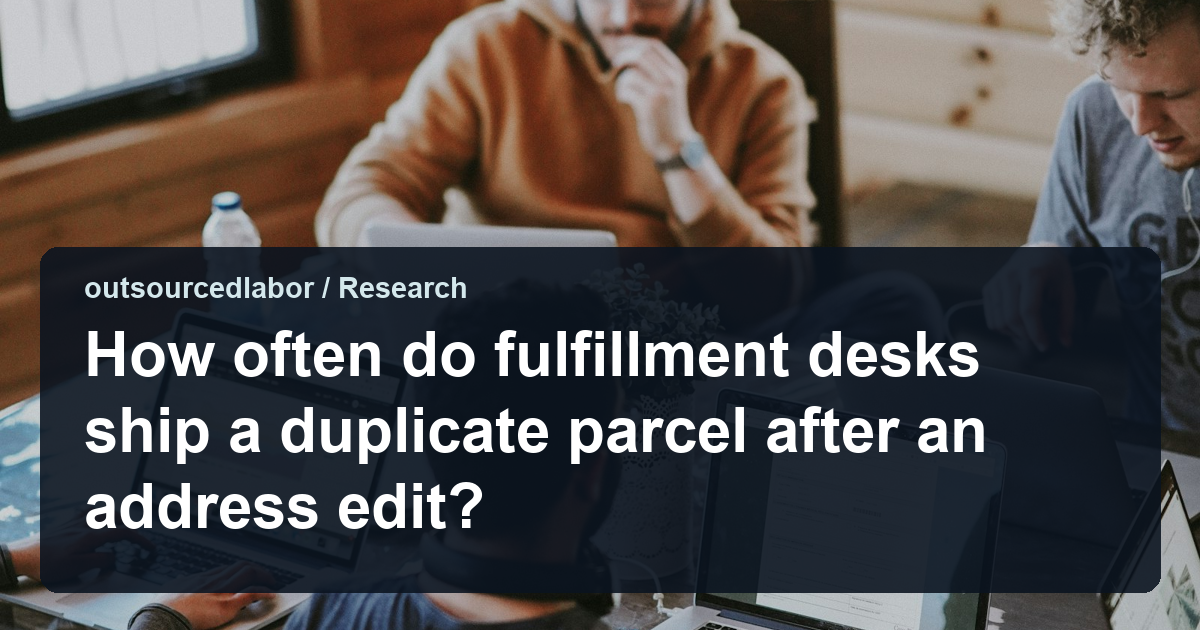 outsourcedlabor / Research
How often do fulfillment desks
ship a duplicate parcel after an
address edit?